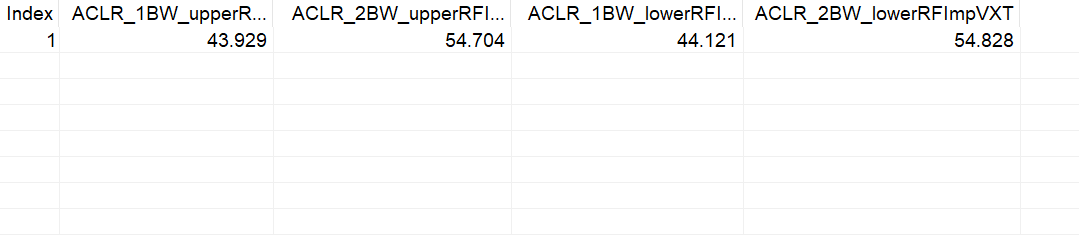 Index ACLR_1BW_upperR... ACLR_2BW_upperRFI... ACLR_1BW_lowerRFI... ACLR_2BW_lowerRFImpVXT
1 43.929 54.704 44.121 54.828